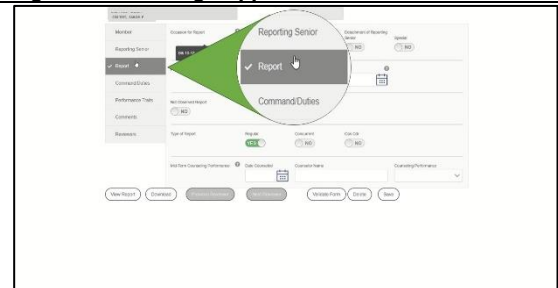 Member
Reporting Senior
Report
Command/Duties
Performance Traits
Comments
Reviewers
Occasion for Report
Detachment of Reporting Senior
Special
NO
NO
Reporting Senior
Report
Command/Duties
Not Observed Report
NO
Type of Report
Regular
Concurrent
Ops Cdr
YES
NO
NO
Mid-Term Counseling Performance
Date Counseled
Counselor Name
Counseling Performance
View Report
Download
Validate Form
Delete
Save